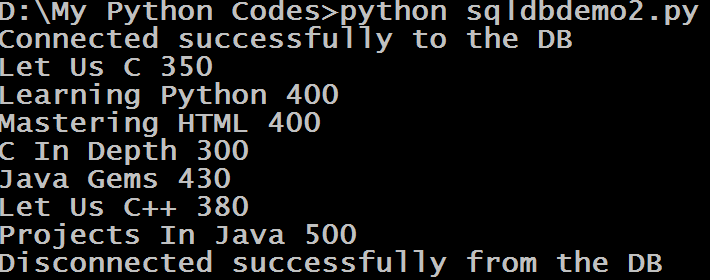 D:\My Python Codes>python sqldbdemo2.py
Connected successfully to the DB
Let Us C 350
Learning Python 400
Mastering HTML 400
C In Depth 300
Java Gems 430
Let Us C++ 380
Projects In Java 500
Disconnected successfully from the DB